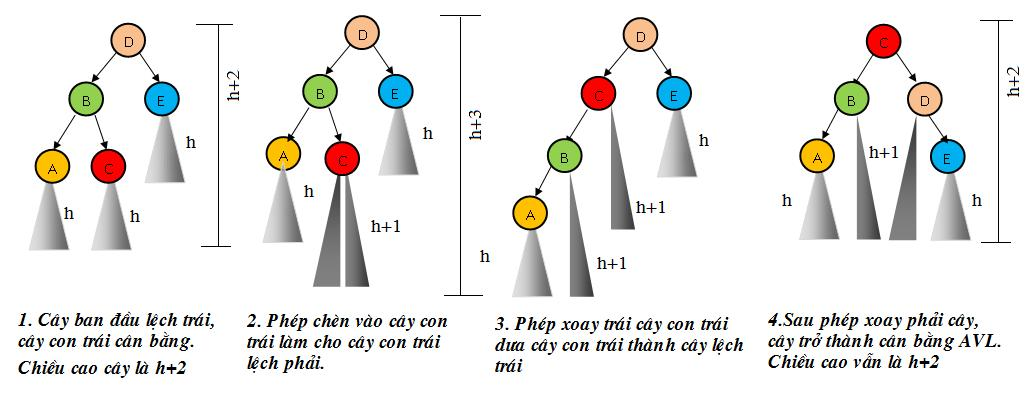 D
B
E
A
C
h
h
h
h+2
1. Cây ban đầu lệch trái,
cây con trái cân bằng.
Chiều cao cây là h+2
D
B
E
A
C
h
h
h+1
h+3
2. Phép chèn vào cây con
trái làm cho cây con trái
lệch phải.
D
C
E
B
A
h
h+1
h
h+1
3. Phép xoay trái cây con trái
đưa cây con trái thành cây lệch
trái
C
B
D
A
E
h+1
h
h
h+2
4.Sau phép xoay phải cây,
cây trở thành cân bằng AVL.
Chiều cao vẫn là h+2